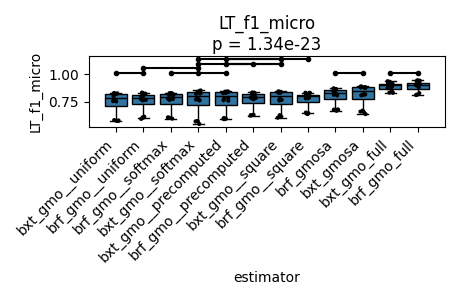 LT_f1_micro
p = 1.34e-23
LT_f1_micro
1.00
0.75
bxt_gmo__uniform
brf_gmo__uniform
brf_gmo__softmax
bxt_gmo__softmax
bxt_gmo__precomputed
brf_gmo__precomputed
bxt_gmo__square
brf_gmo__square
brf_gmosa
bxt_gmosa
bxt_gmo_full
brf_gmo_full
estimator